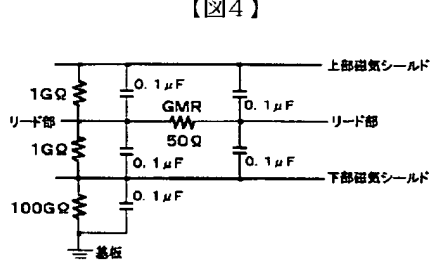 【図4】
上部磁気シールド
1GΩ
0.1μF
GMR
0.1μF
リード部
リード部
50Ω
1GΩ
0.1μF
0.1μF
下部磁気シールド
100GΩ
0.1μF
基板